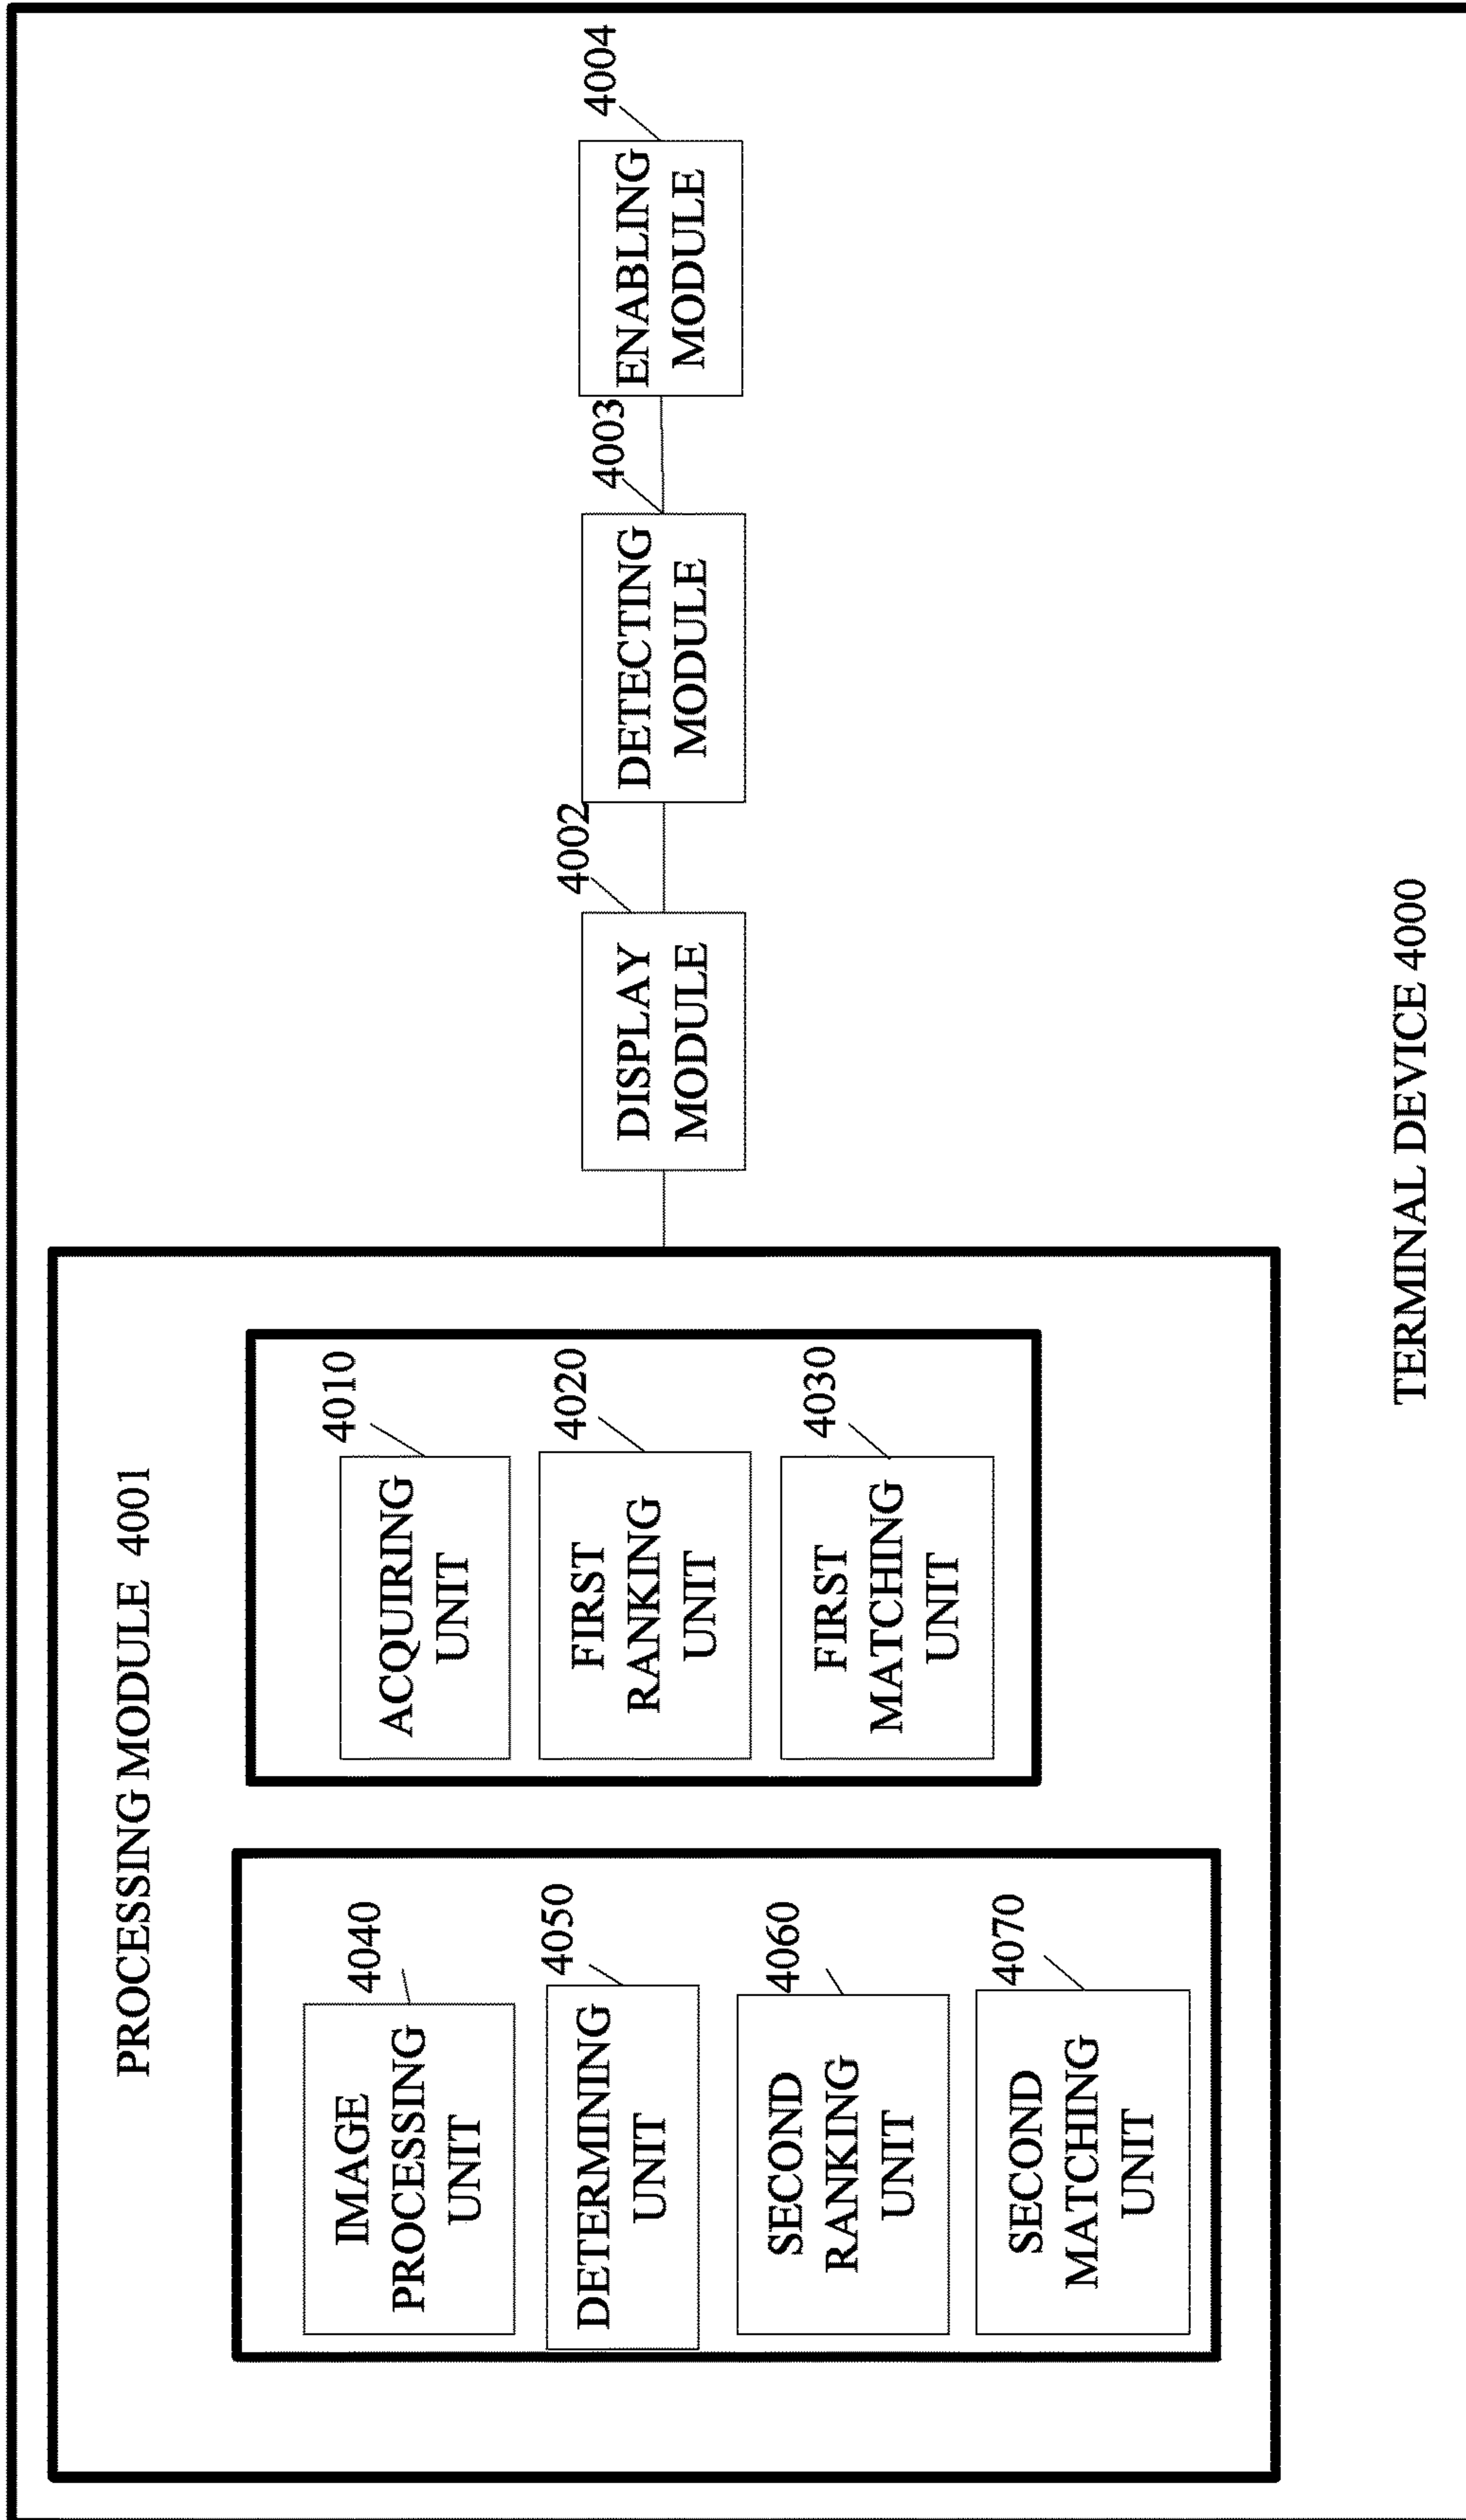 PROCESSING MODULE 4001
4040
IMAGE
PROCESSING
UNIT
4050
DETERMINING
UNIT
4060
SECOND
RANKING
UNIT
4070
SECOND
MATCHING
UNIT
4010
ACQUIRING
UNIT
4020
FIRST
RANKING
UNIT
4030
FIRST
MATCHING
UNIT
4002
DISPLAY
MODULE
4003
DETECTING
MODULE
4004
ENABLING
MODULE
TERMINAL DEVICE 4000